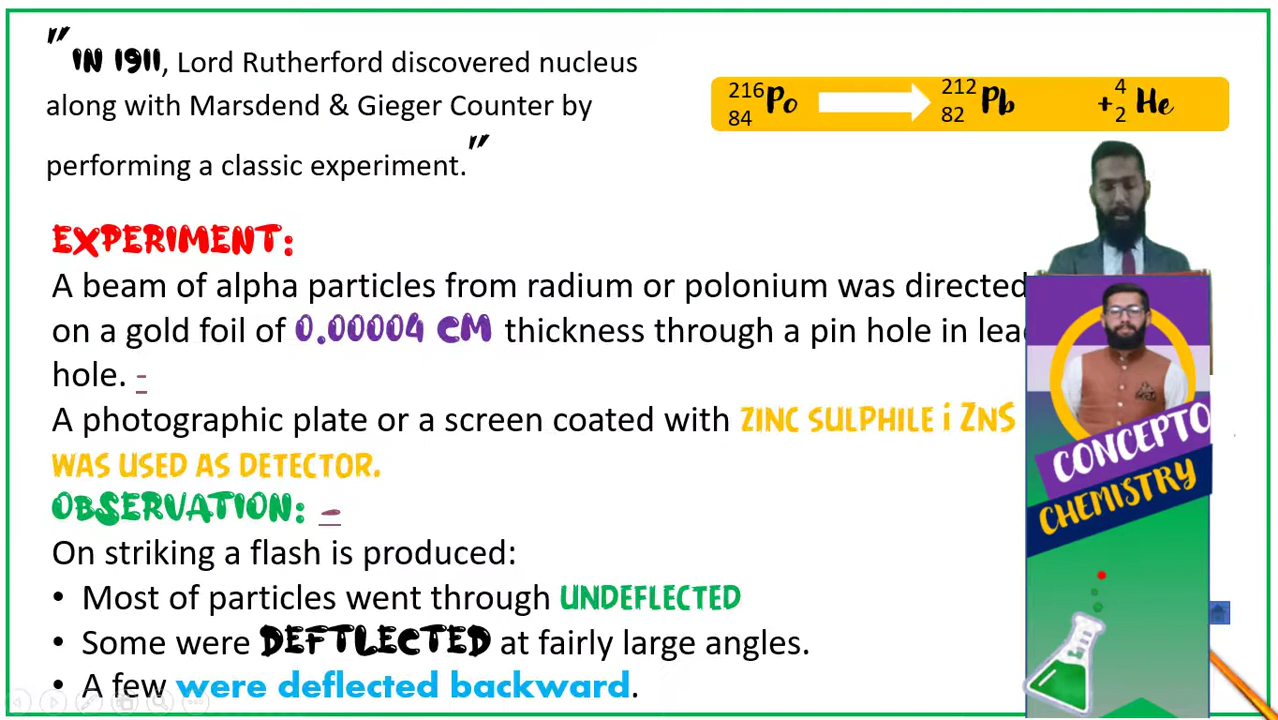 "IN 1911, Lord Rutherford discovered nucleus
along with Marsdend & Gieger Counter by
performing a classic experiment."
216 84 Po 212 82 Pb + 4 2 He
EXPERIMENT:
A beam of alpha particles from radium or polonium was directed
on a gold foil of 0.00004 CM thickness through a pin hole in lea
hole. -
A photographic plate or a screen coated with ZINC SULPHILE i ZNS
WAS USED AS DETECTOR.
OBSERVATION: -
On striking a flash is produced:
• Most of particles went through UNDEFLECTED
• Some were DEFTLECTED at fairly large angles.
• A few were deflected backward.
CONCEPTO
CHEMISTRY